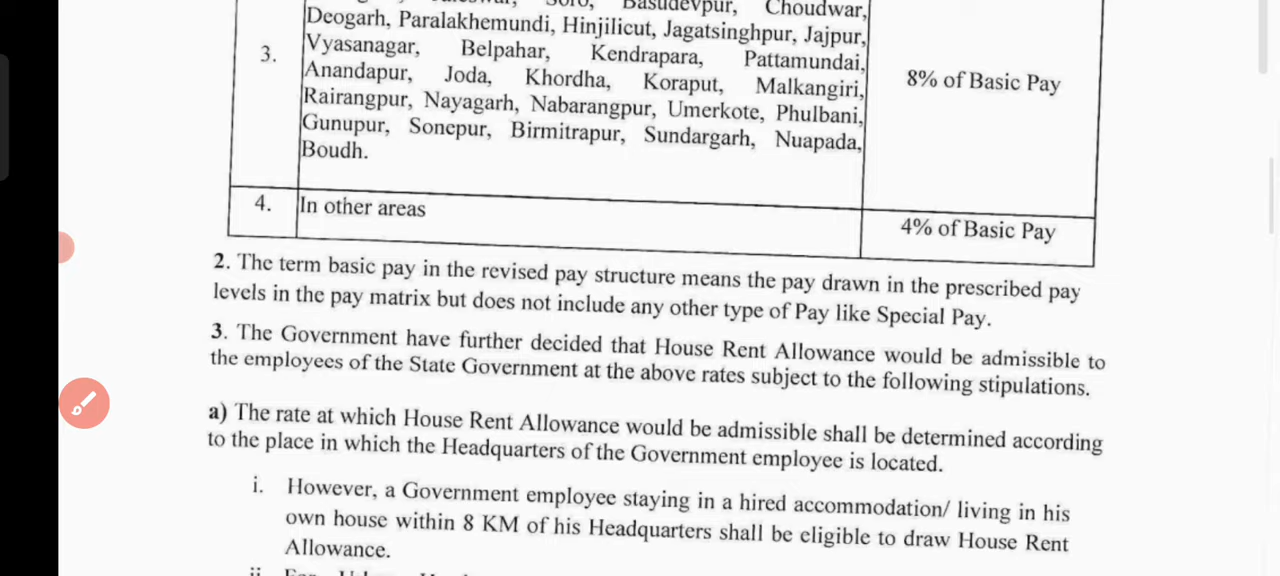 Basudevpur, Choudwar,
Deogarh, Paralakhemundi, Hinjilicut, Jagatsinghpur, Jajpur,
3. Vyasanagar, Belpahar, Kendrapara, Pattamundai,
Anandapur, Joda, Khordha, Koraput, Malkangiri,
Rairangpur, Nayagarh, Nabarangpur, Umerkote, Phulbani,
Gunupur, Sonepur, Birmitrapur, Sundargarh, Nuapada,
Boudh.
8% of Basic Pay
4. In other areas
4% of Basic Pay
2. The term basic pay in the revised pay structure means the pay drawn in the prescribed pay
levels in the pay matrix but does not include any other type of Pay like Special Pay.
3. The Government have further decided that House Rent Allowance would be admissible to
the employees of the State Government at the above rates subject to the following stipulations.
a) The rate at which House Rent Allowance would be admissible shall be determined according
to the place in which the Headquarters of the Government employee is located.
i. However, a Government employee staying in a hired accommodation/ living in his
own house within 8 KM of his Headquarters shall be eligible to draw House Rent
Allowance.